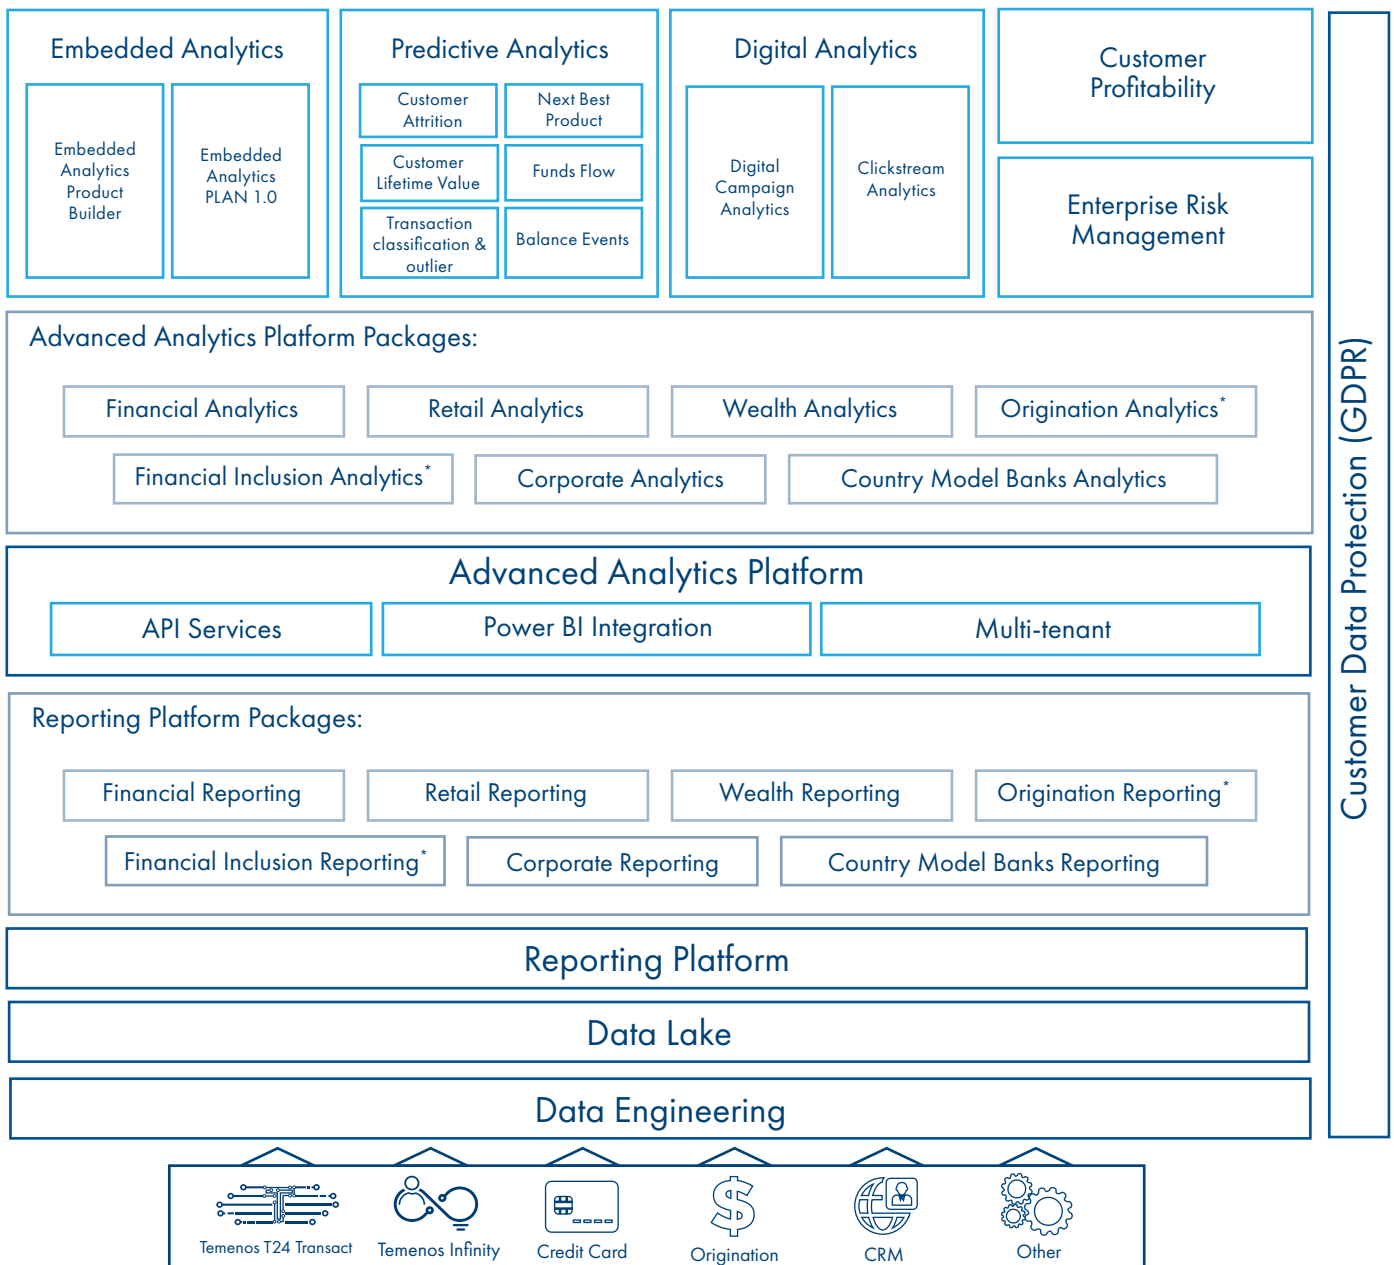 Embedded Analytics
Embedded
Analytics
Product
Builder
Embedded
Analytics
PLAN 1.0
Predictive Analytics
Customer
Attrition
Next Best
Product
Customer
Lifetime Value
Funds Flow
Transaction
classification &
outlier
Balance Events
Digital Analytics
Digital
Campaign
Analytics
Clickstream
Analytics
Customer
Profitability
Enterprise Risk
Management
Advanced Analytics Platform Packages:
Financial Analytics
Retail Analytics
Wealth Analytics
Origination Analytics*
Financial Inclusion Analytics*
Corporate Analytics
Country Model Banks Analytics
Advanced Analytics Platform
API Services
Power BI Integration
Multi-tenant
Reporting Platform Packages:
Financial Reporting
Retail Reporting
Wealth Reporting
Origination Reporting*
Financial Inclusion Reporting*
Corporate Reporting
Country Model Banks Reporting
Reporting Platform
Data Lake
Data Engineering
Temenos T24 Transact
Temenos Infinity
Credit Card
Origination
CRM
Other
Customer Data Protection (GDPR)